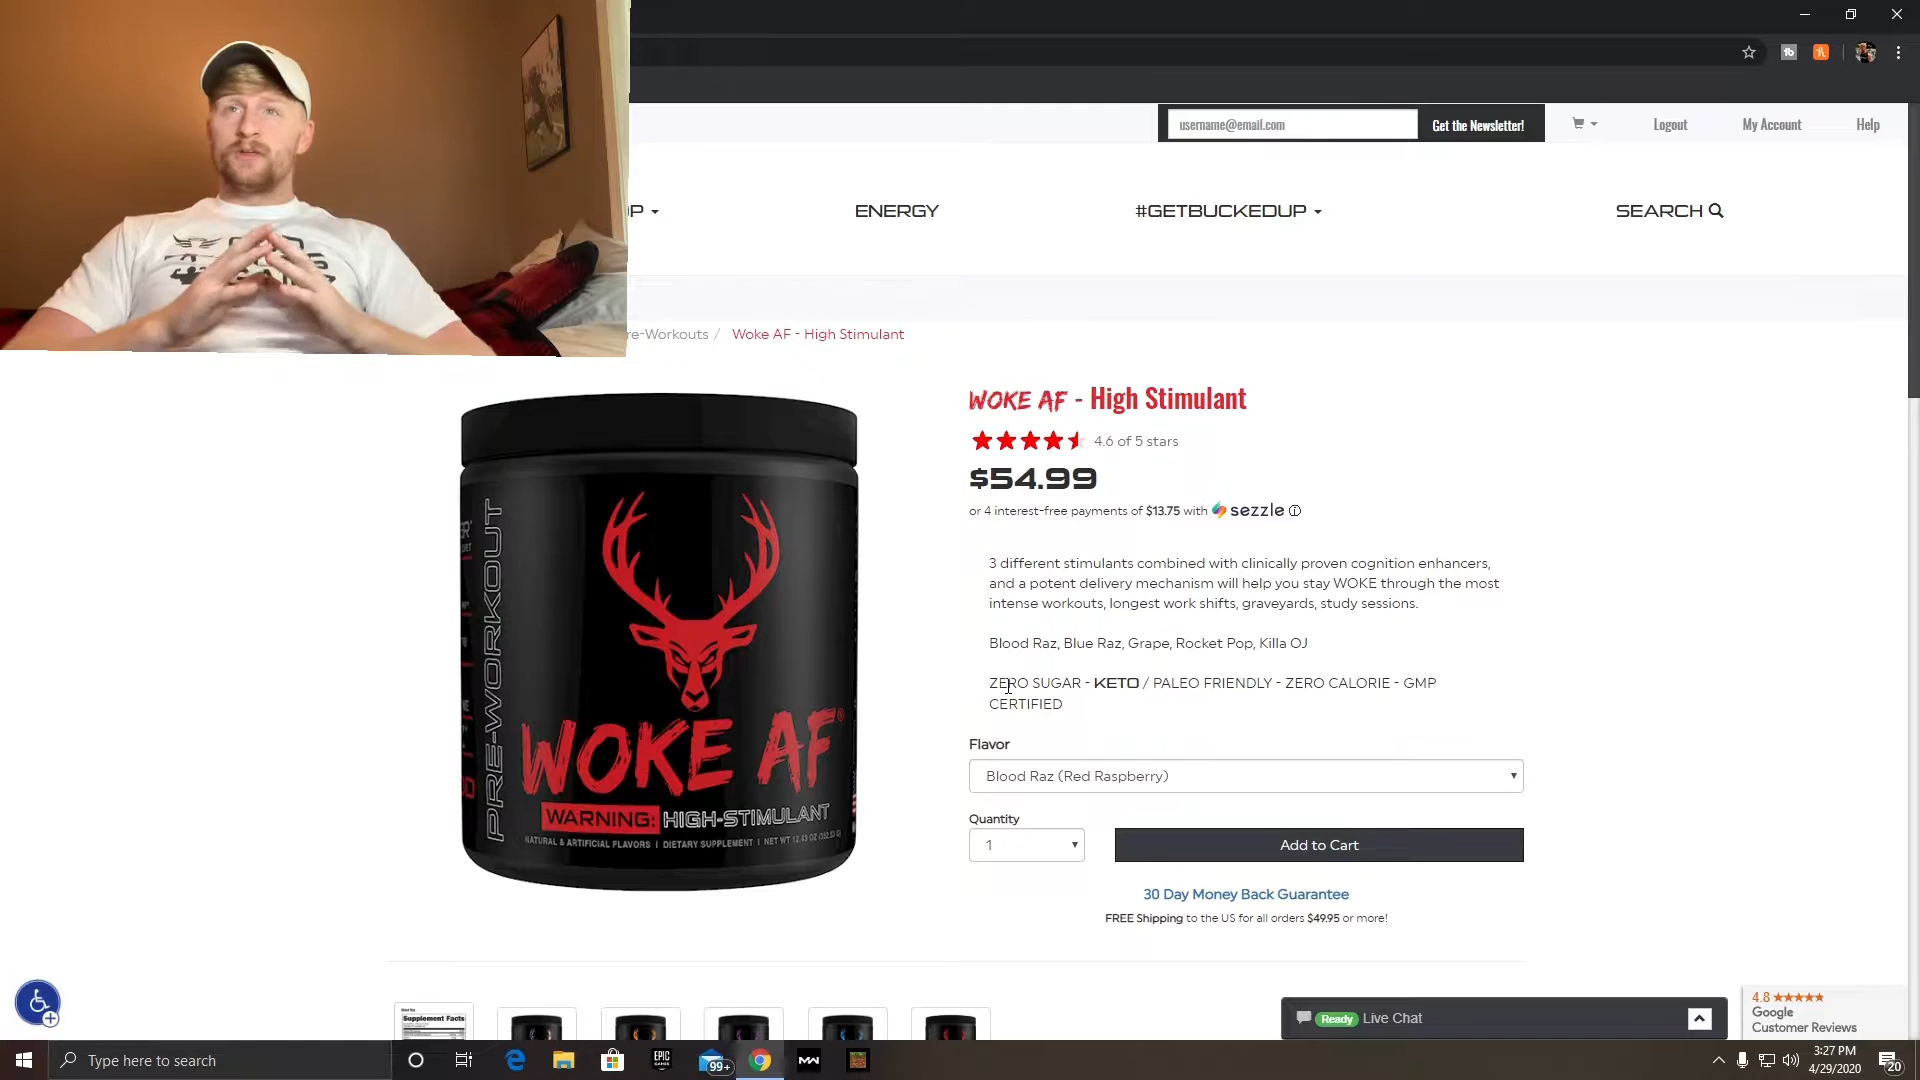 username@email.com
Get the Newsletter!
Logout
My Account
Help
P
ENERGY
#GETBUCKEDUP
SEARCH
re-Workouts / Woke AF - High Stimulant
WOKE AF - High Stimulant
4.6 of 5 stars
$54.99
or 4 interest-free payments of $13.75 with sezzle
3 different stimulants combined with clinically proven cognition enhancers,
and a potent delivery mechanism will help you stay WOKE through the most
intense workouts, longest work shifts, graveyards, study sessions.
Blood Raz, Blue Raz, Grape, Rocket Pop, Killa OJ
ZERO SUGAR - KETO / PALEO FRIENDLY - ZERO CALORIE - GMP
CERTIFIED
Flavor
Blood Raz (Red Raspberry)
Quantity
1
Add to Cart
30 Day Money Back Guarantee
FREE Shipping to the US for all orders $49.95 or more!
PRE-WORKOUT
WOKE AF®
WARNING: HIGH-STIMULANT
NATURAL & ARTIFICIAL FLAVORS | DIETARY SUPPLEMENT | NET WT
Supplement Facts
Ready Live Chat
4.8
Google
Customer Reviews
Type here to search
EPIC
GAMES
99+
MW
3:27 PM
4/29/2020
20